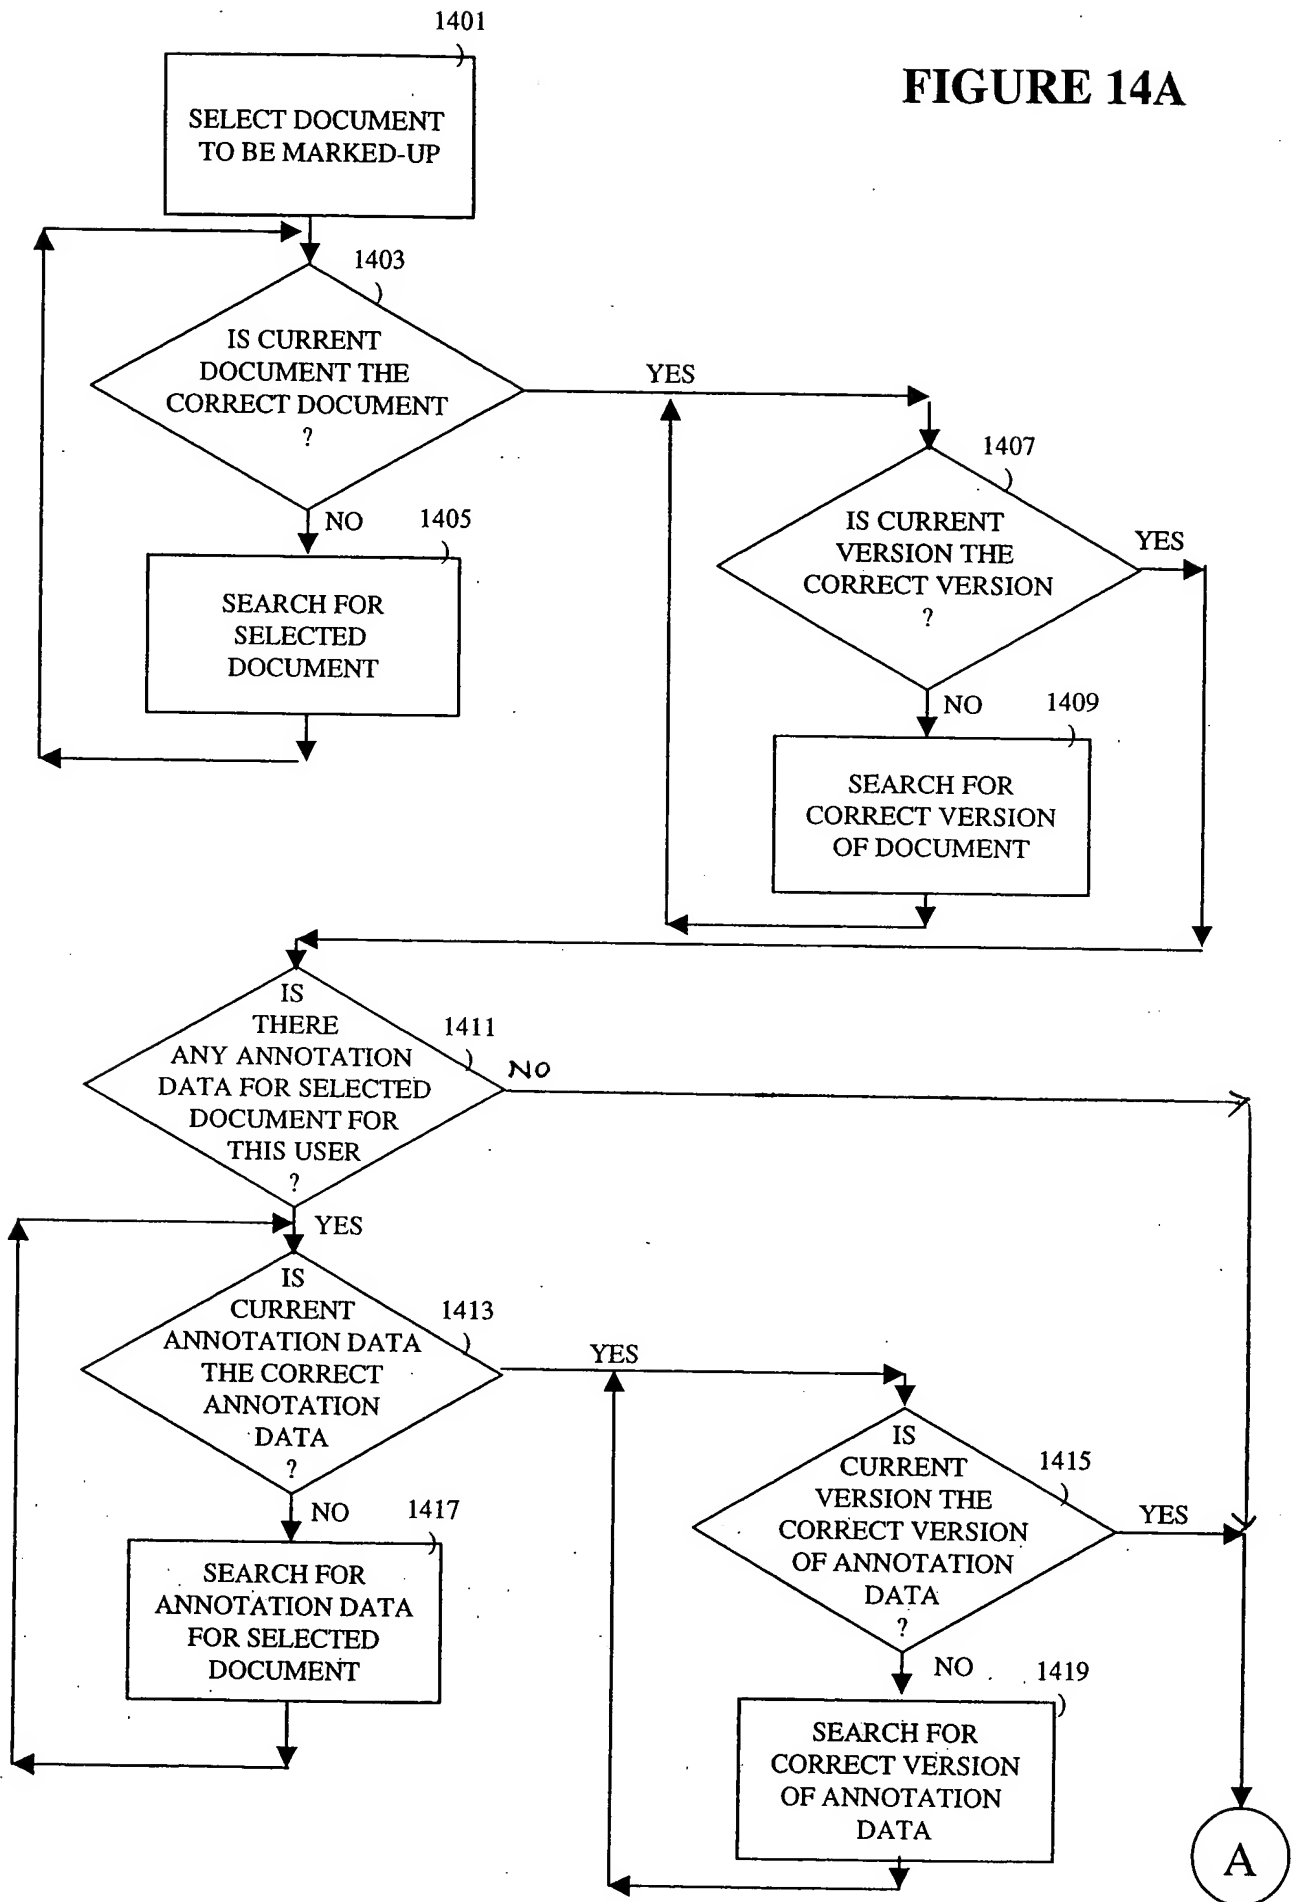 1401
FIGURE 14A
SELECT DOCUMENT
TO BE MARKED-UP
1403
IS CURRENT
DOCUMENT THE
CORRECT DOCUMENT
?
YES
NO
1405
SEARCH FOR
SELECTED
DOCUMENT
1407
IS CURRENT
VERSION THE
CORRECT VERSION
?
YES
NO
1409
SEARCH FOR
CORRECT VERSION
OF DOCUMENT
IS
THERE
ANY ANNOTATION
DATA FOR SELECTED
DOCUMENT FOR
THIS USER
?
1411
NO
YES
IS
CURRENT
ANNOTATION DATA
THE CORRECT
ANNOTATION
DATA
?
1413
YES
NO
1417
SEARCH FOR
ANNOTATION DATA
FOR SELECTED
DOCUMENT
IS
CURRENT
VERSION THE
CORRECT VERSION
OF ANNOTATION
DATA
?
1415
YES
NO
1419
SEARCH FOR
CORRECT VERSION
OF ANNOTATION
DATA
A